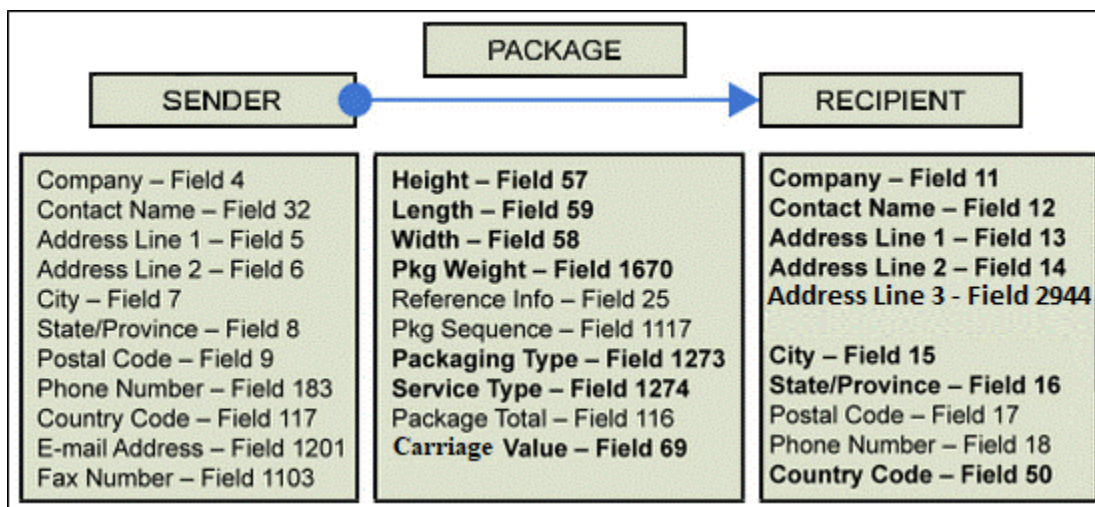 PACKAGE
SENDER
RECIPIENT
Company – Field 4
Contact Name – Field 32
Address Line 1 – Field 5
Address Line 2 – Field 6
City – Field 7
State/Province – Field 8
Postal Code – Field 9
Phone Number – Field 183
Country Code – Field 117
E-mail Address – Field 1201
Fax Number – Field 1103
Height – Field 57
Length – Field 59
Width – Field 58
Pkg Weight – Field 1670
Reference Info – Field 25
Pkg Sequence – Field 1117
Packaging Type – Field 1273
Service Type – Field 1274
Package Total – Field 116
Carriage Value – Field 69
Company – Field 11
Contact Name – Field 12
Address Line 1 – Field 13
Address Line 2 – Field 14
Address Line 3 - Field 2944
City – Field 15
State/Province – Field 16
Postal Code – Field 17
Phone Number – Field 18
Country Code – Field 50